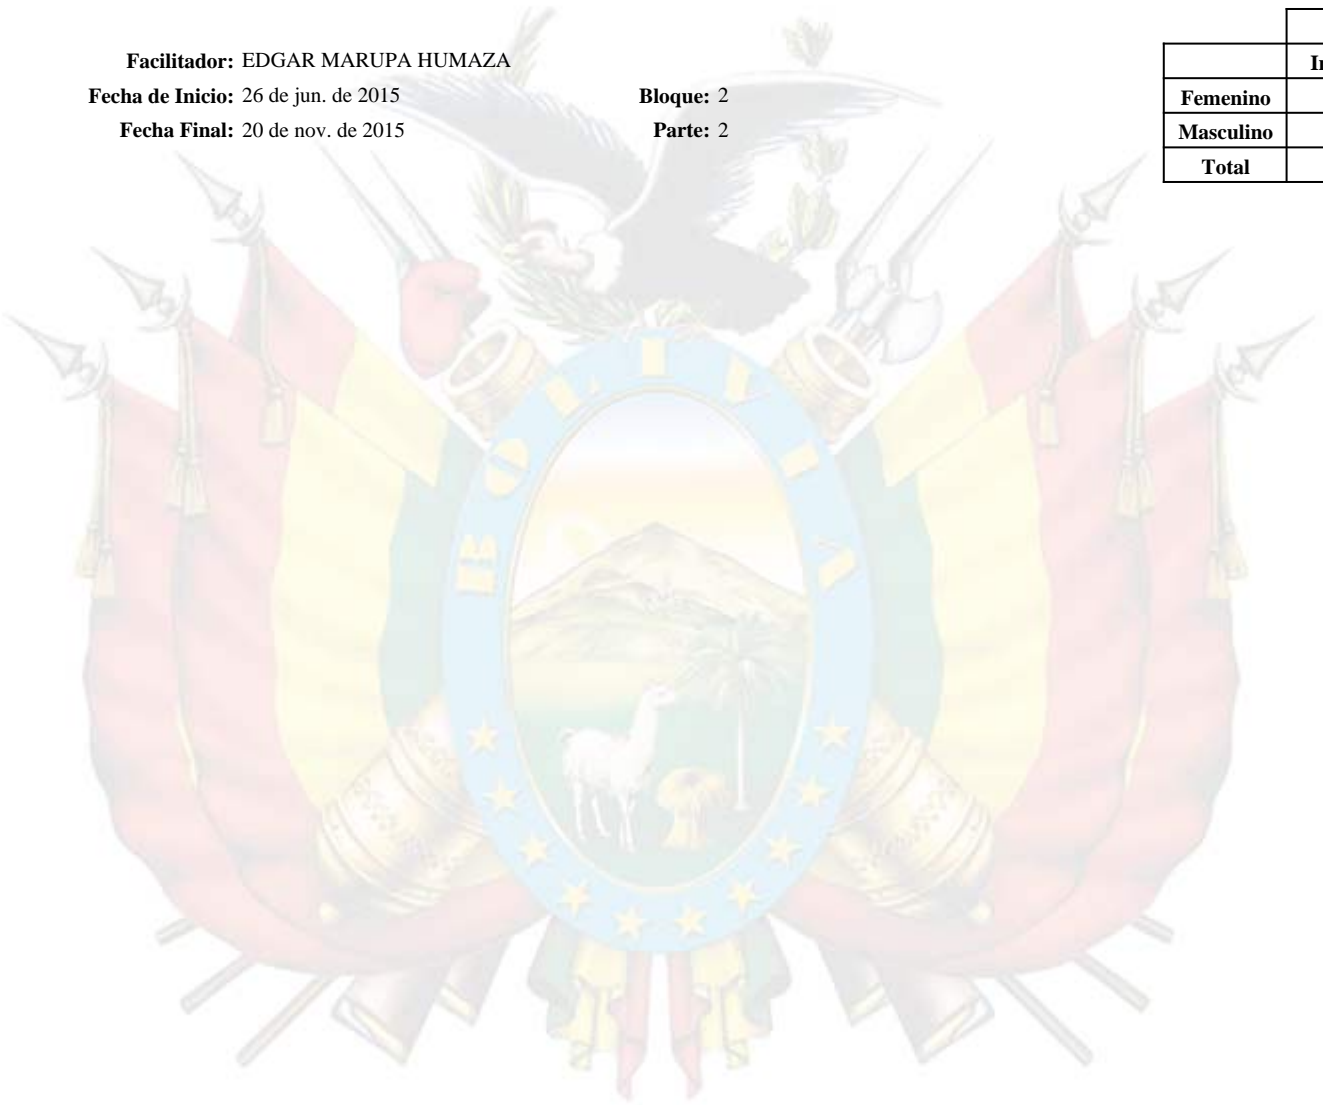 Facilitador: EDGAR MARUPA HUMAZA
Fecha de Inicio: 26 de jun. de 2015 Bloque: 2
Fecha Final: 20 de nov. de 2015 Parte: 2
Femenino
Masculino
Total
BOLIVIA